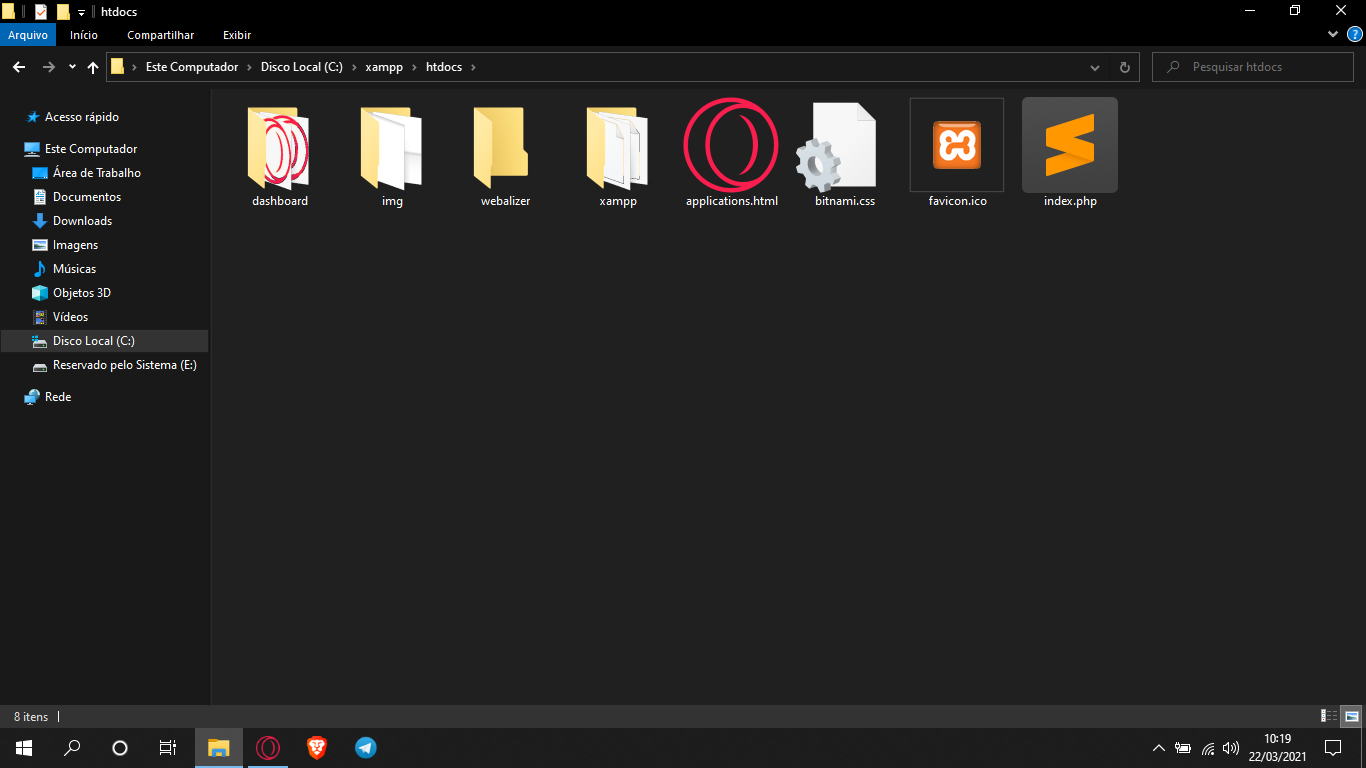 htdocs
Arquivo Início Compartilhar Exibir
Este Computador Disco Local (C:) xampp htdocs
Pesquisar htdocs
Acesso rápido
Este Computador
Área de Trabalho
Documentos
Downloads
Imagens
Músicas
Objetos 3D
Vídeos
Disco Local (C:)
Reservado pelo Sistema (E:)
Rede
dashboard img webalizer xampp applications.html bitnami.css favicon.ico index.php
8 itens
10:19
22/03/2021